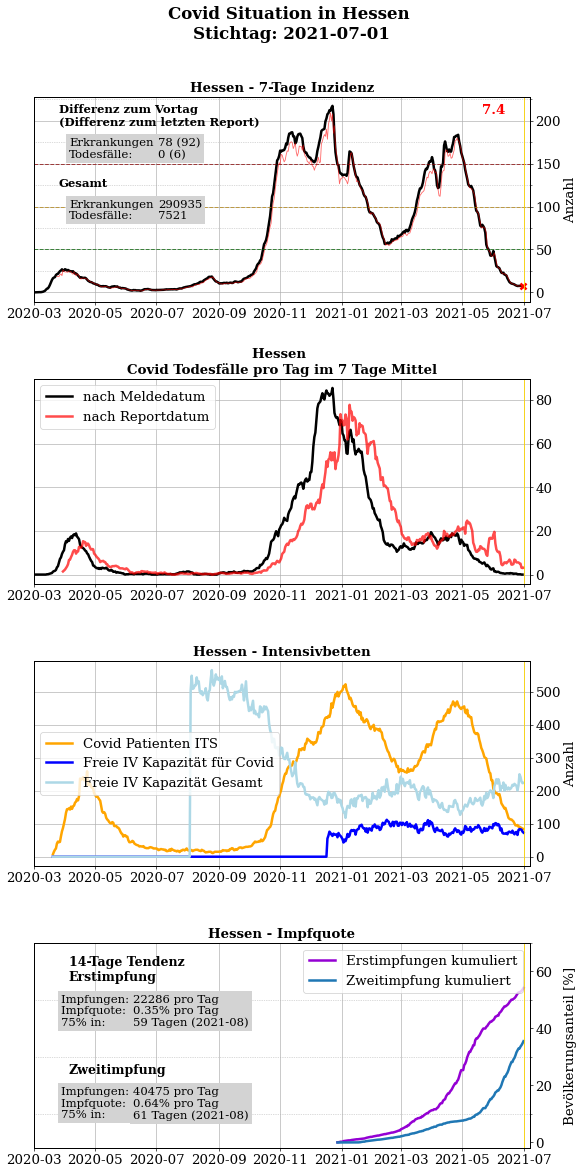 Covid Situation in Hessen
Stichtag: 2021-07-01
Hessen - 7-Tage Inzidenz
Differenz zum Vortag
(Differenz zum letzten Report)
Erkrankungen 78 (92)
Todesfälle: 0 (6)
Gesamt
Erkrankungen 290935
Todesfälle: 7521
7.4
200
150
100
50
0
Anzahl
2020-03 2020-05 2020-07 2020-09 2020-11 2021-01 2021-03 2021-05 2021-07
Hessen
Covid Todesfälle pro Tag im 7 Tage Mittel
nach Meldedatum
nach Reportdatum
80
60
40
20
0
2020-03 2020-05 2020-07 2020-09 2020-11 2021-01 2021-03 2021-05 2021-07
Hessen - Intensivbetten
Covid Patienten ITS
Freie IV Kapazität für Covid
Freie IV Kapazität Gesamt
500
400
300
200
100
0
Anzahl
2020-03 2020-05 2020-07 2020-09 2020-11 2021-01 2021-03 2021-05 2021-07
Hessen - Impfquote
14-Tage Tendenz
Erstimpfung
Impfungen: 22286 pro Tag
Impfquote: 0.35% pro Tag
75% in: 59 Tagen (2021-08)
Zweitimpfung
Impfungen: 40475 pro Tag
Impfquote: 0.64% pro Tag
75% in: 61 Tagen (2021-08)
Erstimpfungen kumuliert
Zweitimpfung kumuliert
60
40
20
0
Bevölkerungsanteil [%]
2020-03 2020-05 2020-07 2020-09 2020-11 2021-01 2021-03 2021-05 2021-07